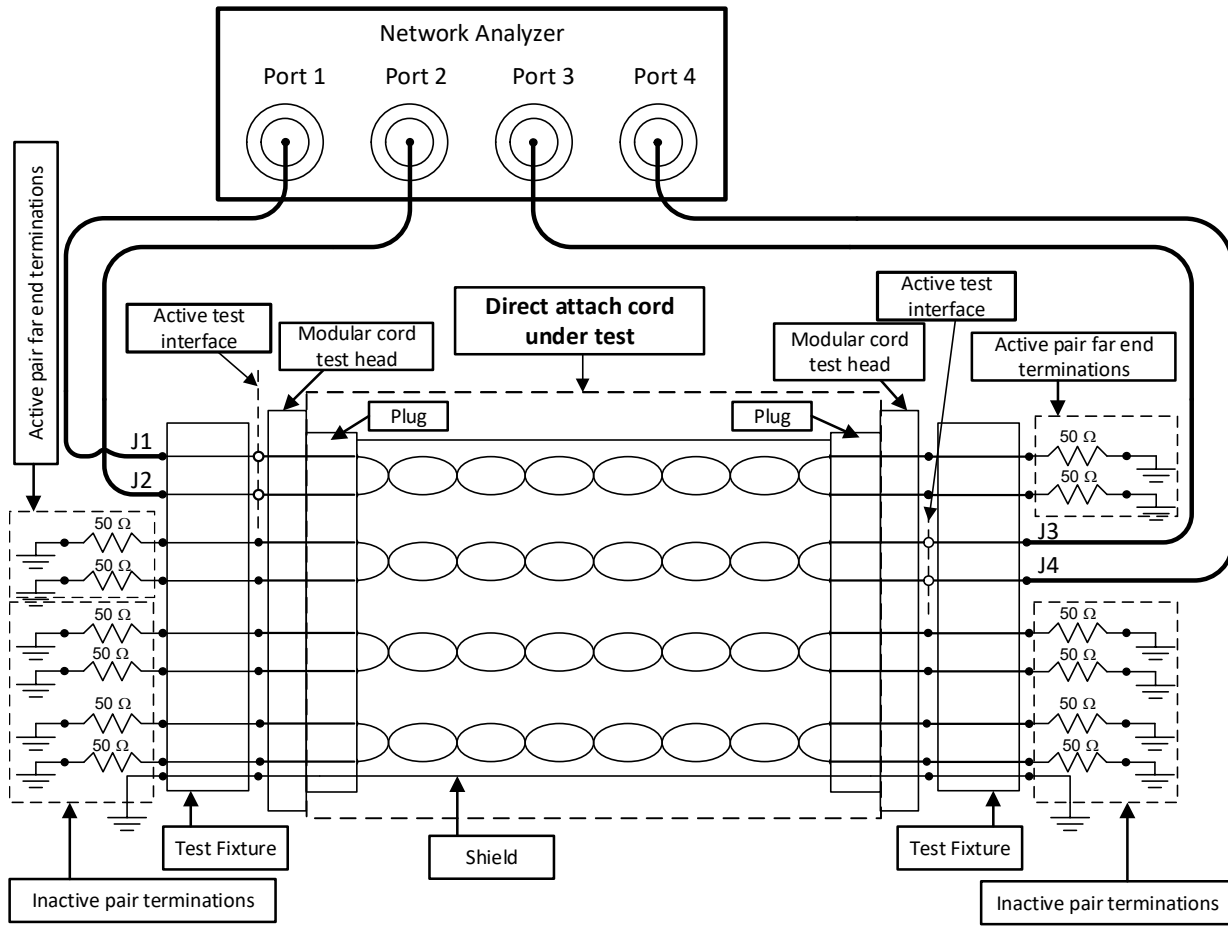 Network Analyzer
Port 1
Port 2
Port 3
Port 4
Active pair far end terminations
Active test
interface
Modular cord
test head
Direct attach cord
under test
Modular cord
test head
Active test
interface
Active pair far end
terminations
Plug
Plug
J1
J2
J3
J4
50 Ω
50 Ω
50 Ω
50 Ω
50 Ω
50 Ω
50 Ω
50 Ω
50 Ω
50 Ω
50 Ω
50 Ω
Test Fixture
Shield
Test Fixture
Inactive pair terminations
Inactive pair terminations